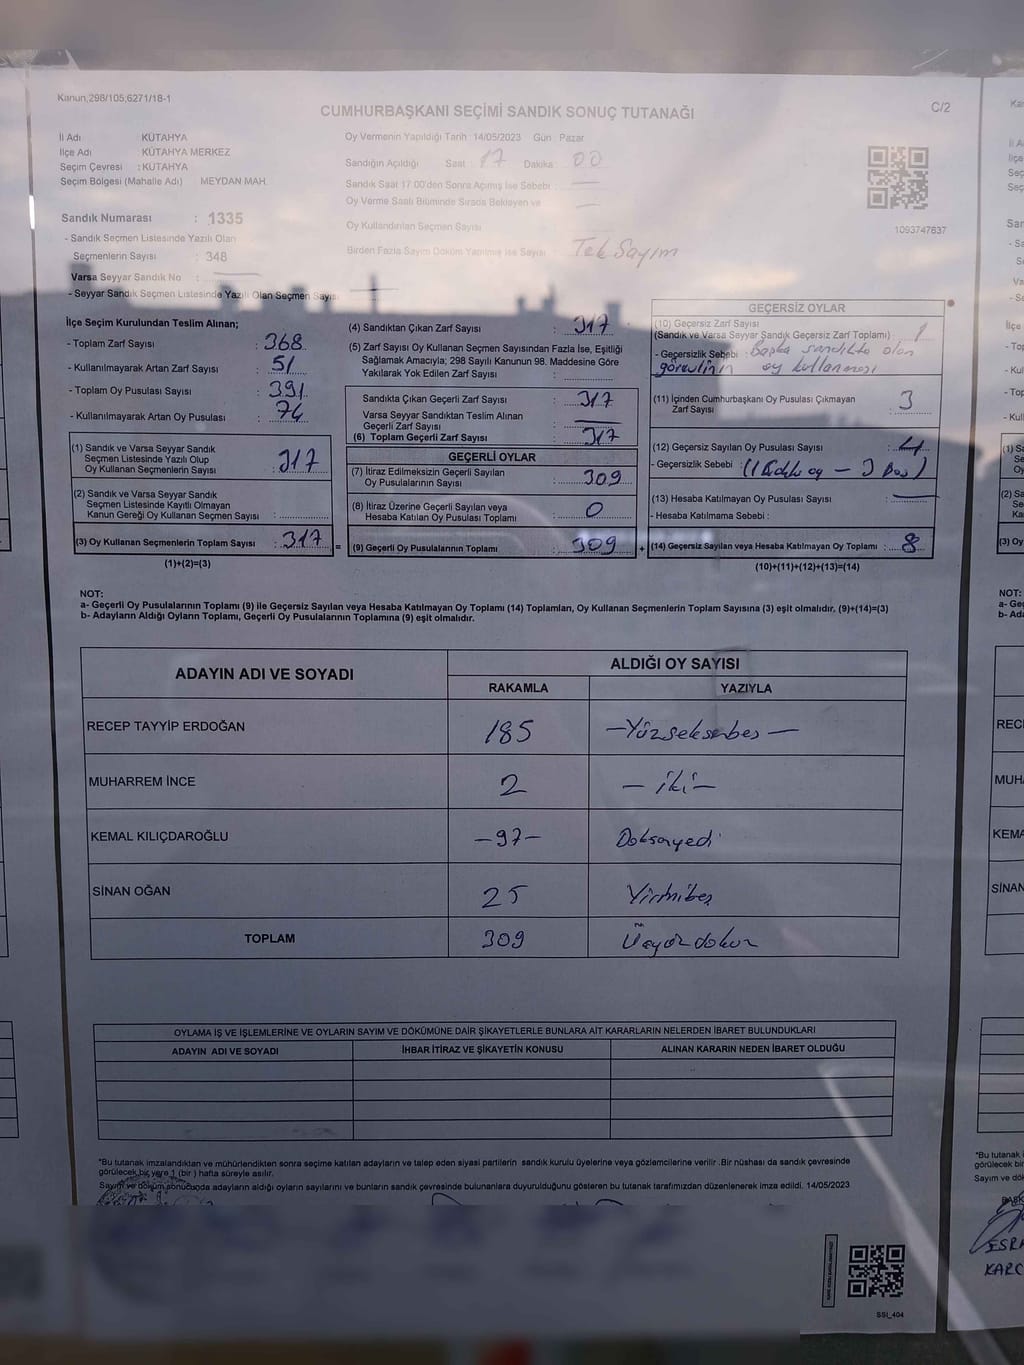 Kanun,298/105,6271/18-1
CUMHURBAŞKANI SEÇİMİ SANDIK SONUÇ TUTANAĞI
C/2
İl Adı KÜTAHYA
İlçe Adı KÜTAHYA MERKEZ
Seçim Çevresi : KÜTAHYA
Seçim Bölgesi (Mahalle Adı) MEYDAN MAH.
Oy Vermenin Yapıldığı Tarih 14/05/2023 Gün : Pazar
Sandığın Açıldığı Saat : 17 Dakika : 00
Sandık Saat 17:00'den Sonra Açımış İse Sebebi :
Oy Verme Saati Bitiminde Sırada Bekleyen ve
Oy Kullandırılan Seçmen Sayısı
Birden Fazla Sayım Döküm Yapılmış ise Sayısı : Tek Sayım
1093747637
Sandık Numarası : 1335
- Sandık Seçmen Listesinde Yazılı Olan
Seçmenlerin Sayısı : 348
Varsa Seyyar Sandık No :
- Seyyar Sandık Seçmen Listesinde Yazılı Olan Seçmen Sayısı
İlçe Seçim Kurulundan Teslim Alınan;
- Toplam Zarf Sayısı : 368
- Kullanılmayarak Artan Zarf Sayısı : 51
- Toplam Oy Pusulası Sayısı : 391
- Kullanılmayarak Artan Oy Pusulası : 74
(1) Sandık ve Varsa Seyyar Sandık
Seçmen Listesinde Yazılı Olup
Oy Kullanan Seçmenlerin Sayısı : 317
(2) Sandık ve Varsa Seyyar Sandık
Seçmen Listesinde Kayıtlı Olmayan
Kanun Gereği Oy Kullanan Seçmen Sayısı :
(3) Oy Kullanan Seçmenlerin Toplam Sayısı : 317 =
(1)+(2)=(3)
(4) Sandıktan Çıkan Zarf Sayısı : 317
(5) Zarf Sayısı Oy Kullanan Seçmen Sayısından Fazla İse, Eşitliği
Sağlamak Amacıyla; 298 Sayılı Kanunun 98. Maddesine Göre
Yakılarak Yok Edilen Zarf Sayısı :
Sandıkta Çıkan Geçerli Zarf Sayısı : 317
Varsa Seyyar Sandıktan Teslim Alınan
Geçerli Zarf Sayısı :
(6) Toplam Geçerli Zarf Sayısı : 317
GEÇERLİ OYLAR
(7) İtiraz Edilmeksizin Geçerli Sayılan
Oy Pusulalarının Sayısı : 309
(8) İtiraz Üzerine Geçerli Sayılan veya
Hesaba Katılan Oy Pusulası Toplamı : 0
(9) Geçerli Oy Pusulalarının Toplamı : 309 +
GEÇERSİZ OYLAR
(10) Geçersiz Zarf Sayısı
(Sandık ve Varsa Seyyar Sandık Geçersiz Zarf Toplamı) : 1
- Geçersizlik Sebebi : Başka sandıkta olan
görevlinin oy kullanması
(11) İçinden Cumhurbaşkanı Oy Pusulası Çıkmayan
Zarf Sayısı : 3
(12) Geçersiz Sayılan Oy Pusulası Sayısı : 4
- Geçersizlik Sebebi : oy - 3 Boş)
(13) Hesaba Katılmayan Oy Pusulası Sayısı :
- Hesaba Katılmama Sebebi :
(14) Geçersiz Sayılan veya Hesaba Katılmayan Oy Toplamı : 8
(10)+(11)+(12)+(13)=(14)
NOT:
a- Geçerli Oy Pusulalarının Toplamı (9) ile Geçersiz Sayılan veya Hesaba Katılmayan Oy Toplamı (14) Toplamları, Oy Kullanan Seçmenlerin Toplam Sayısına (3) eşit olmalıdır, (9)+(14)=(3)
b- Adayların Aldığı Oyların Toplamı, Geçerli Oy Pusulalarının Toplamına (9) eşit olmalıdır.
ADAYIN ADI VE SOYADI ALDIĞI OY SAYISI
RAKAMLA YAZIYLA
RECEP TAYYİP ERDOĞAN 185 -Yüzseksenbeş-
MUHARREM İNCE 2 - iki -
KEMAL KILIÇDAROĞLU -97- Doksanyedi
SİNAN OĞAN 25 Yirmibeş
TOPLAM 309 Üçyüzdokuz
OYLAMA İŞ VE İŞLEMLERİNE VE OYLARIN SAYIM VE DÖKÜMÜNE DAİR ŞİKAYETLERLE BUNLARA AİT KARARLARIN NELERDEN İBARET BULUNDUKLARI
ADAYIN ADI VE SOYADI İHBAR İTİRAZ VE ŞİKAYETİN KONUSU ALINAN KARARIN NEDEN İBARET OLDUĞU
*Bu tutanak imzalandıktan ve mühürlendikten sonra seçime katılan adayların ve talep eden siyasi partilerin sandık kurulu üyelerine veya gözlemcilerine verilir .Bir nüshası da sandık çevresinde
görülecek bir yere 1 (bir ) hafta süreyle asılır.
Sayım ve döküm sonucunda adayların aldığı oyların sayılarını ve bunların sandık çevresinde bulunanlara duyurulduğunu gösteren bu tutanak tarafımızdan düzenlenerek imza edildi. 14/05/2023
SSİ_404
ESRA